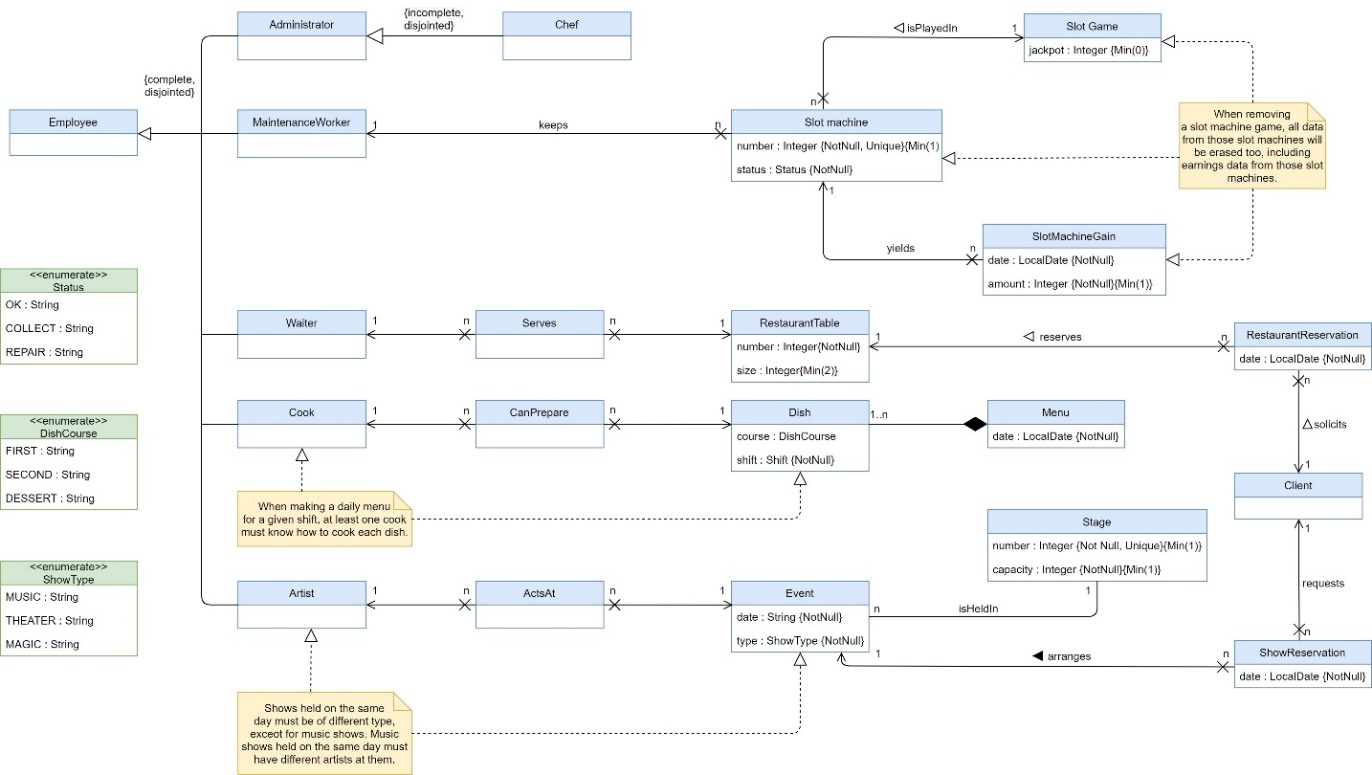 {incomplete,
disjointed}
Administrator
Chef
isPlayedIn
1
Slot Game
jackpot : Integer {Min(0)}
{complete,
disjointed}
n
Employee
MaintenanceWorker
1
keeps
n
Slot machine
number : Integer {NotNull, Unique}{Min(1)
status : Status {NotNull}
1
When removing
a slot machine game, all data
from those slot machines will
be erased too, including
earnings data from those slot
machines.
yields
n
SlotMachineGain
date : LocalDate {NotNull}
amount : Integer {NotNull}{Min(1)}
<<enumerate>>
Status
OK : String
COLLECT : String
REPAIR : String
Waiter
1
n
Serves
n
1
RestaurantTable
number : Integer{NotNull}
size : Integer{Min(2)}
1
reserves
n
RestaurantReservation
date : LocalDate {NotNull}
n
solicits
1
<<enumerate>>
DishCourse
FIRST : String
SECOND : String
DESSERT : String
Cook
1
n
CanPrepare
n
1
Dish
course : DishCourse
shift : Shift {NotNull}
1..n
Menu
date : LocalDate {NotNull}
Client
1
When making a daily menu
for a given shift, at least one cook
must know how to cook each dish.
Stage
number : Integer {Not Null, Unique}{Min(1)}
capacity : Integer {NotNull}{Min(1)}
1
<<enumerate>>
ShowType
MUSIC : String
THEATER : String
MAGIC : String
Artist
1
n
ActsAt
n
1
Event
date : String {NotNull}
type : ShowType {NotNull}
n
isHeldIn
requests
n
1
arranges
n
ShowReservation
date : LocalDate {NotNull}
Shows held on the same
day must be of different type,
exceot for music shows. Music
shows held on the same day must
have different artists at them.